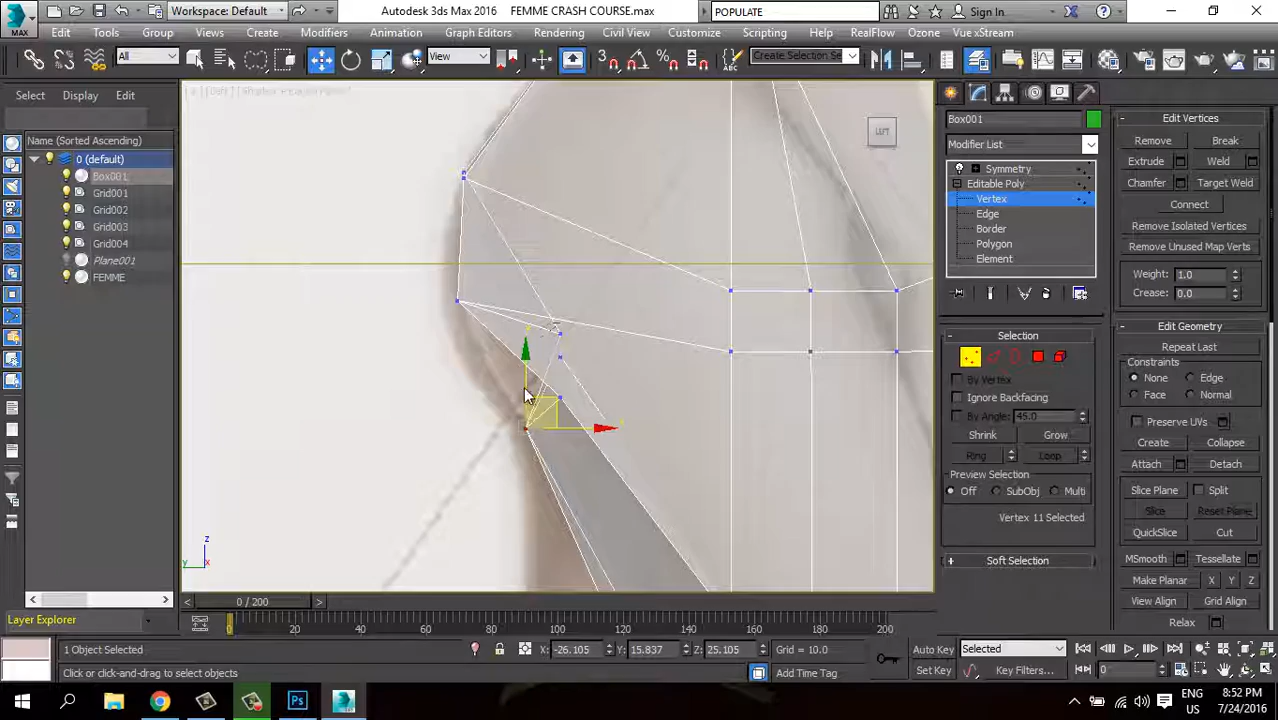 MAX
Workspace: Default
Autodesk 3ds Max 2016 FEMME CRASH COURSE.max
POPULATE
Sign In
Edit Tools Group Views Create Modifiers Animation Graph Editors Rendering Civil View Customize Scripting Help RealFlow Ozone Vue xStream
All
View
Create Selection Se
Select Display Edit
Name (Sorted Ascending)
0 (default)
Box001
Grid001
Grid002
Grid003
Grid004
Plane001
FEMME
LEFT
Box001
Modifier List
Symmetry
Editable Poly
Vertex
Edge
Border
Polygon
Element
Selection
By Vertex
Ignore Backfacing
By Angle: 45.0
Shrink Grow
Ring Loop
Preview Selection
Off SubObj Multi
Vertex 11 Selected
Soft Selection
Edit Vertices
Remove Break
Extrude Weld
Chamfer Target Weld
Connect
Remove Isolated Vertices
Remove Unused Map Verts
Weight: 1.0
Crease: 0.0
Edit Geometry
Repeat Last
Constraints
None Edge
Face Normal
Preserve UVs
Create Collapse
Attach Detach
Slice Plane Split
Slice Reset Plane
QuickSlice Cut
MSmooth Tessellate
Make Planar X Y Z
View Align Grid Align
Relax
0 / 200
Layer Explorer
0 20 40 60 80 100 120 140 160 180 200
1 Object Selected
X: -26.105 Y: 15.837 Z: 25.105 Grid = 10.0
Auto Key Selected
Click or click-and-drag to select objects
Add Time Tag
Set Key Key Filters...
0
z
y
x
Ps
MAX
ENG
US
8:52 PM
7/24/2016